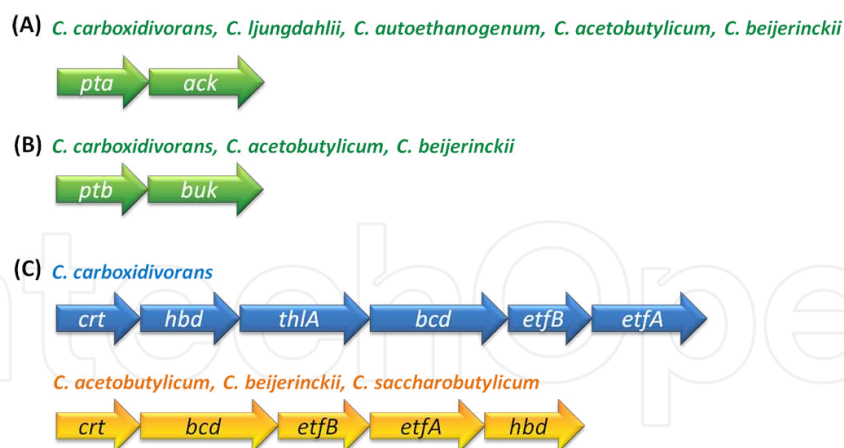 (A) C. carboxidivorans, C. ljungdahlii, C. autoethanogenum, C. acetobutylicum, C. beijerinckii
pta ack
(B) C. carboxidivorans, C. acetobutylicum, C. beijerinckii
ptb buk
(C) C. carboxidivorans
crt hbd thlA bcd etfB etfA
C. acetobutylicum, C. beijerinckii, C. saccharobutylicum
crt bcd etfB etfA hbd